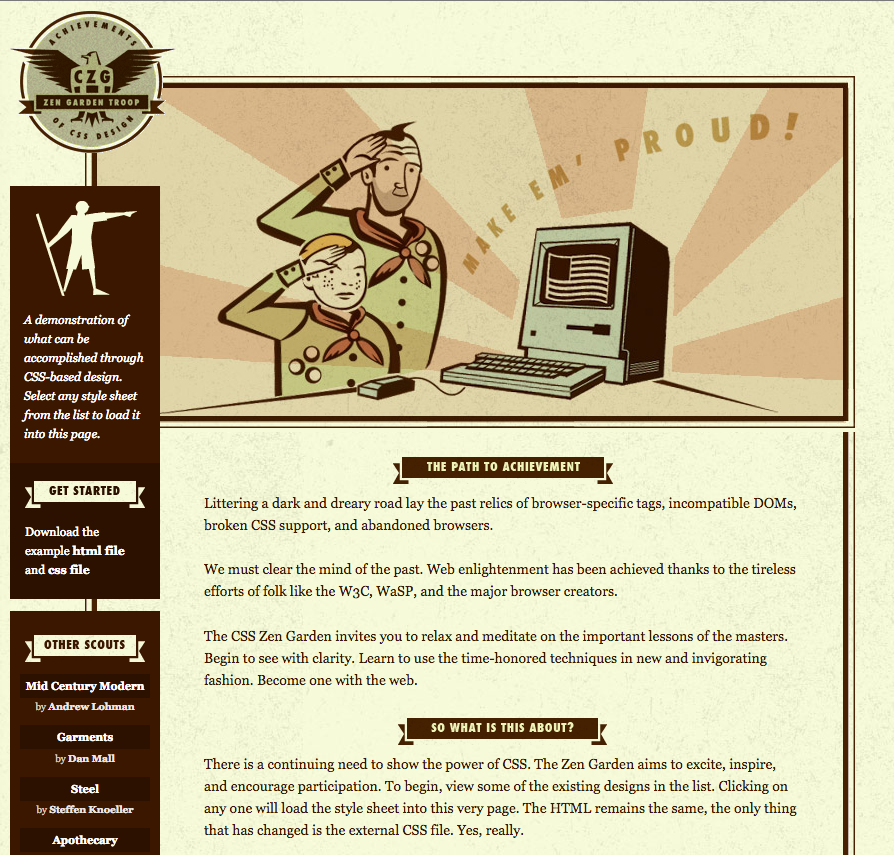 ACHIEVEMENTS
CZG
ZEN GARDEN TROOP
OF CSS DESIGN
MAKE EM' PROUD!
A demonstration of
what can be
accomplished through
CSS-based design.
Select any style sheet
from the list to load it
into this page.
GET STARTED
Download the
example html file
and css file
OTHER SCOUTS
Mid Century Modern
by Andrew Lohman
Garments
by Dan Mall
Steel
by Steffen Knoeller
Apothecary
THE PATH TO ACHIEVEMENT
Littering a dark and dreary road lay the past relics of browser-specific tags, incompatible DOMs,
broken CSS support, and abandoned browsers.
We must clear the mind of the past. Web enlightenment has been achieved thanks to the tireless
efforts of folk like the W3C, WaSP, and the major browser creators.
The CSS Zen Garden invites you to relax and meditate on the important lessons of the masters.
Begin to see with clarity. Learn to use the time-honored techniques in new and invigorating
fashion. Become one with the web.
SO WHAT IS THIS ABOUT?
There is a continuing need to show the power of CSS. The Zen Garden aims to excite, inspire,
and encourage participation. To begin, view some of the existing designs in the list. Clicking on
any one will load the style sheet into this very page. The HTML remains the same, the only thing
that has changed is the external CSS file. Yes, really.